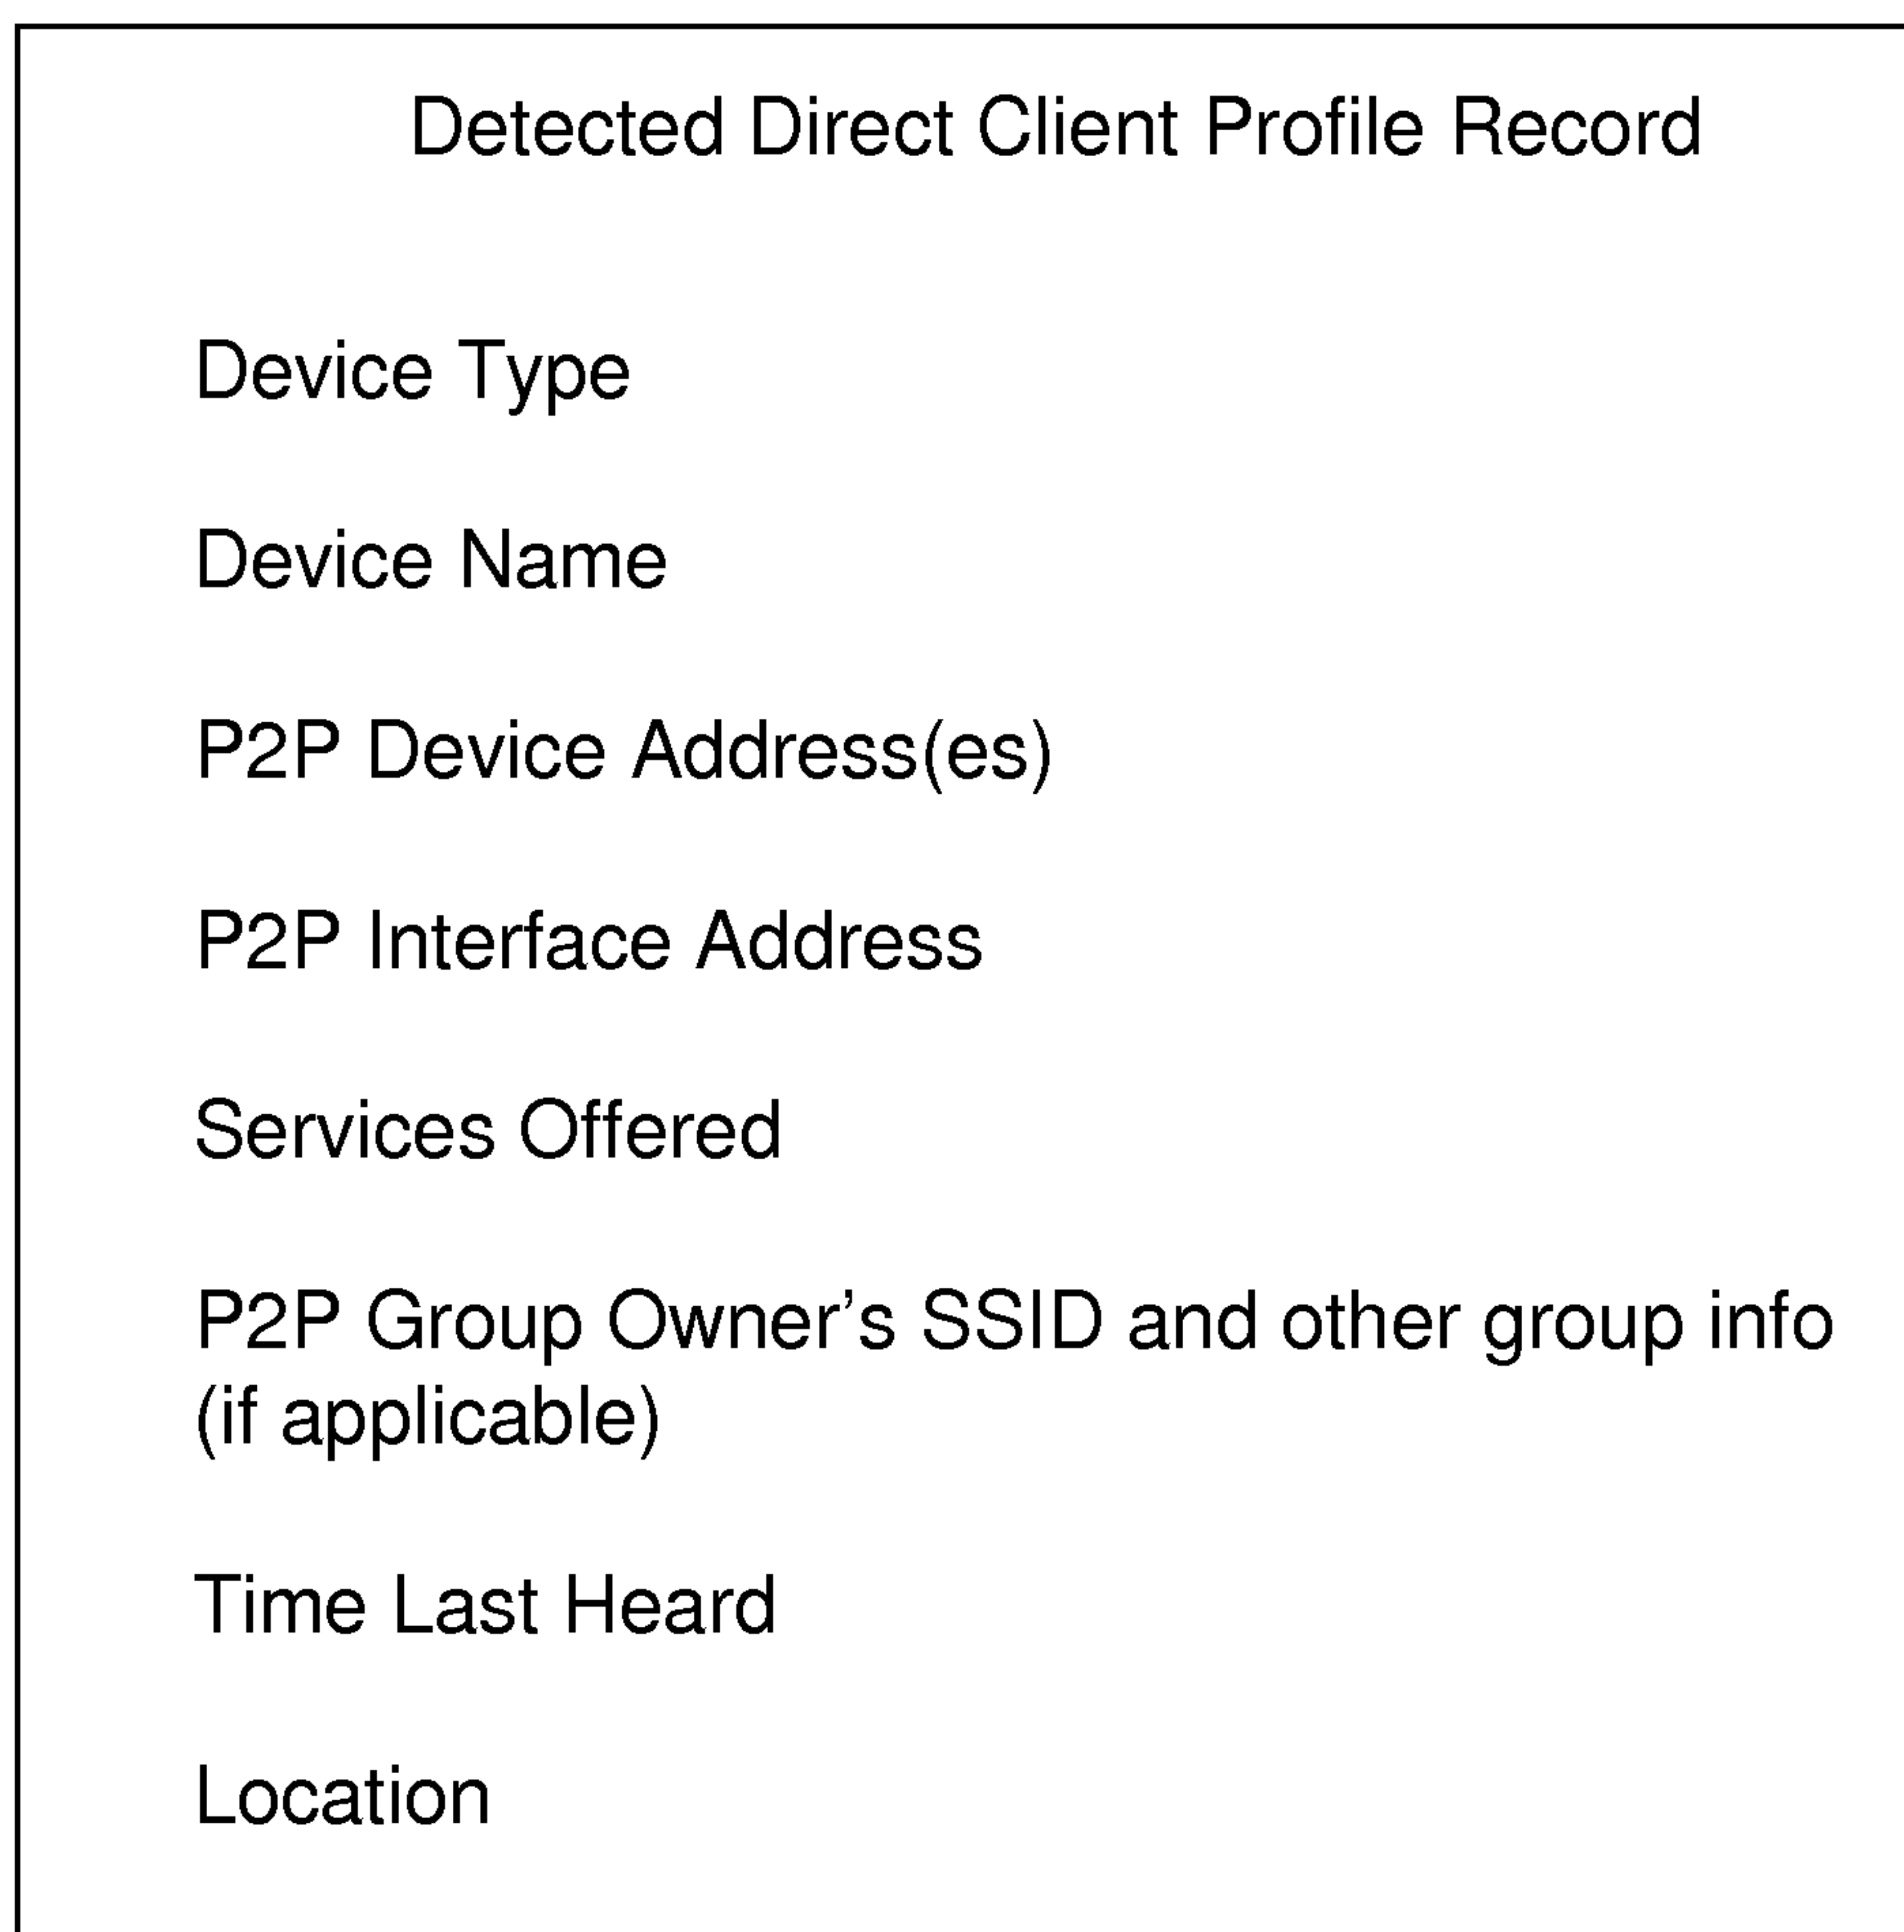 Detected Direct Client Profile Record
Device Type
Device Name
P2P Device Address(es)
P2P Interface Address
Services Offered
P2P Group Owner’s SSID and other group info
(if applicable)
Time Last Heard
Location